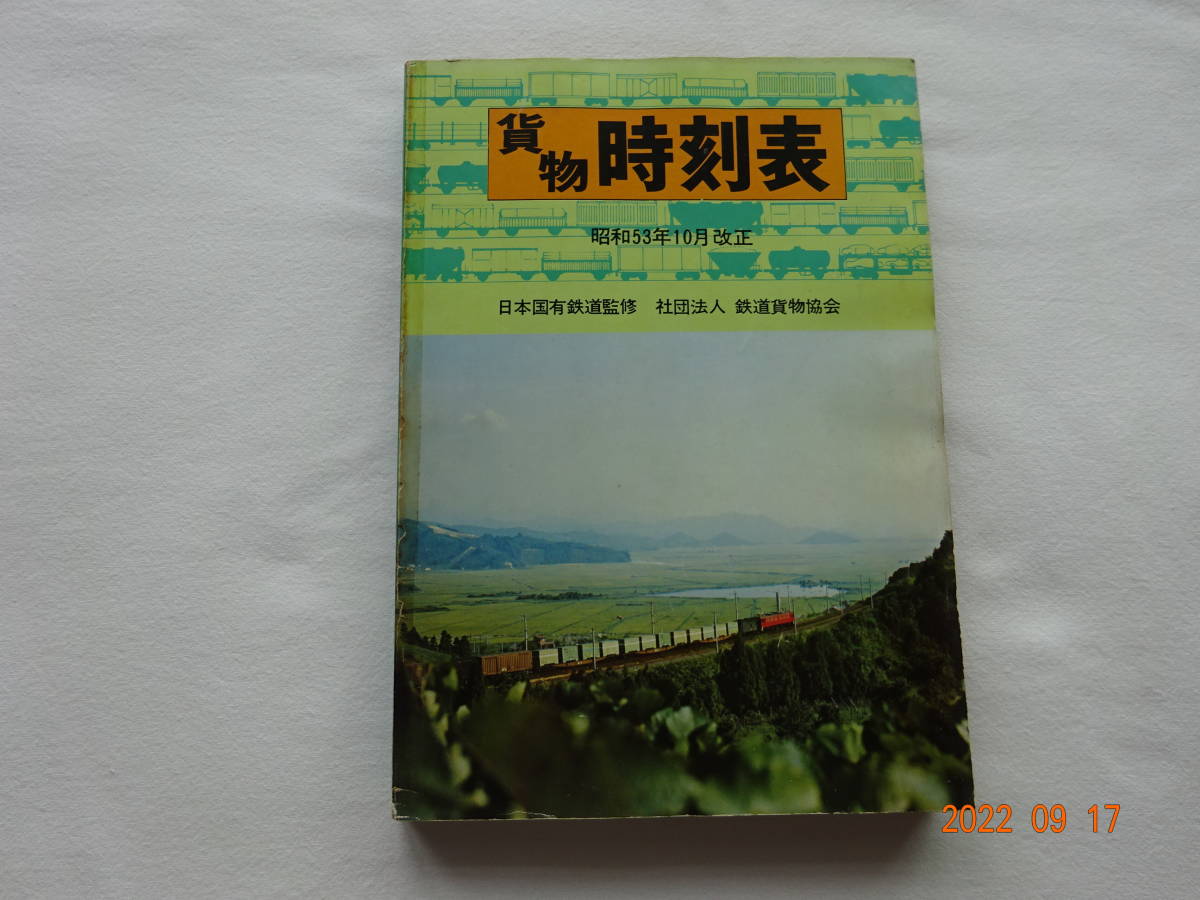 貨物時刻表
昭和53年10月改正
日本国有鉄道監修 社団法人 鉄道貨物協会
2022 09 17